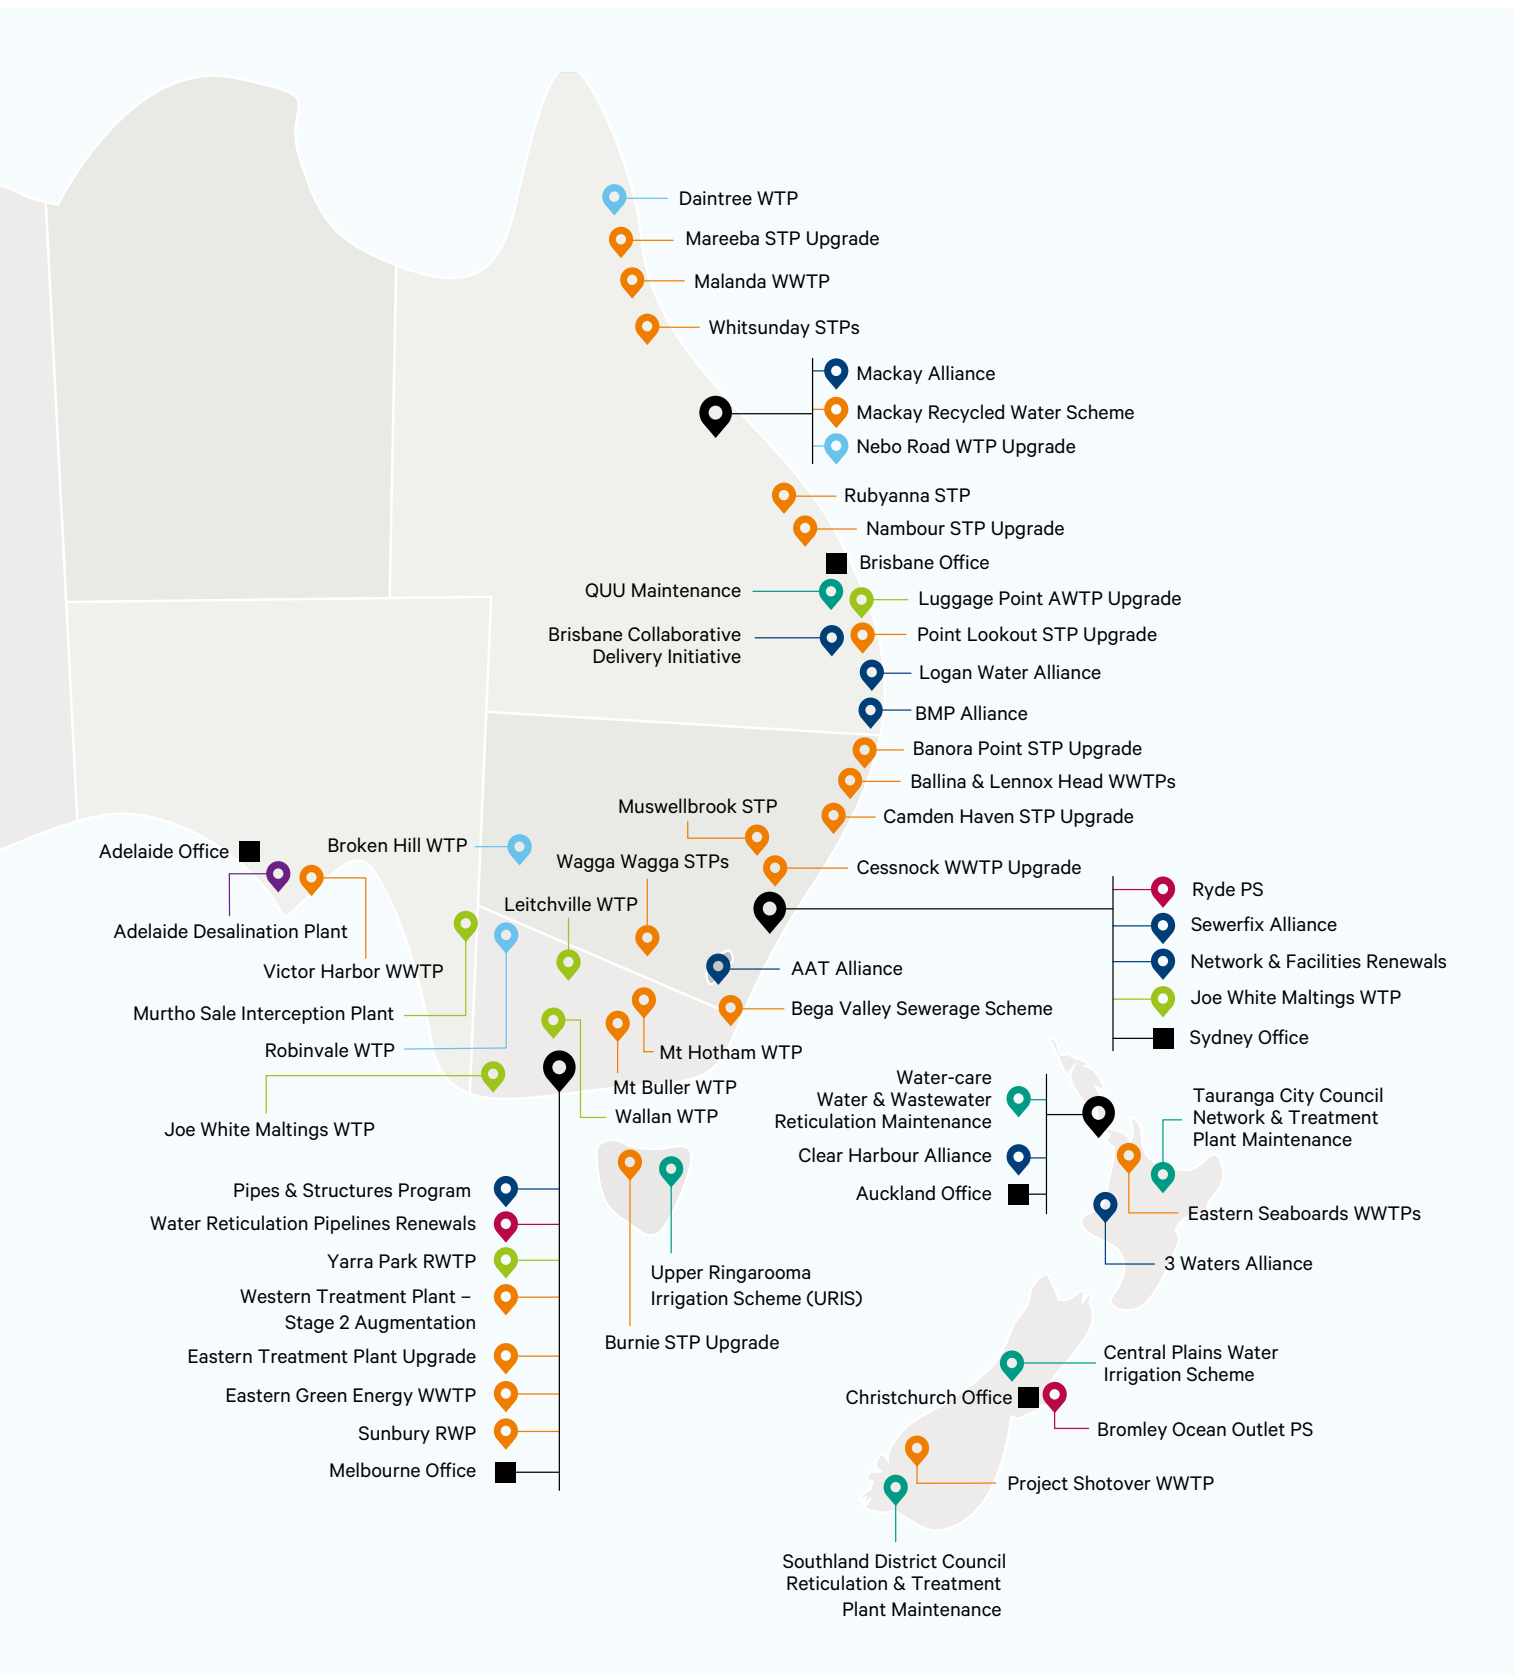 Daintree WTP
Mareeba STP Upgrade
Malanda WWTP
Whitsunday STPs
Mackay Alliance
Mackay Recycled Water Scheme
Nebo Road WTP Upgrade
Rubyanna STP
Nambour STP Upgrade
Brisbane Office
QUU Maintenance
Luggage Point AWTP Upgrade
Brisbane Collaborative
Delivery Initiative
Point Lookout STP Upgrade
Logan Water Alliance
BMP Alliance
Banora Point STP Upgrade
Ballina & Lennox Head WWTPs
Muswellbrook STP
Camden Haven STP Upgrade
Adelaide Office
Broken Hill WTP
Wagga Wagga STPs
Cessnock WWTP Upgrade
Leitchville WTP
Adelaide Desalination Plant
Victor Harbor WWTP
Ryde PS
Sewerfix Alliance
Network & Facilities Renewals
Joe White Maltings WTP
Sydney Office
AAT Alliance
Bega Valley Sewerage Scheme
Murtho Sale Interception Plant
Robinvale WTP
Mt Hotham WTP
Mt Buller WTP
Wallan WTP
Joe White Maltings WTP
Water-care
Water & Wastewater
Reticulation Maintenance
Clear Harbour Alliance
Auckland Office
Tauranga City Council
Network & Treatment
Plant Maintenance
Eastern Seaboards WWTPs
3 Waters Alliance
Pipes & Structures Program
Water Reticulation Pipelines Renewals
Yarra Park RWTP
Western Treatment Plant –
Stage 2 Augmentation
Eastern Treatment Plant Upgrade
Eastern Green Energy WWTP
Sunbury RWP
Melbourne Office
Upper Ringarooma
Irrigation Scheme (URIS)
Burnie STP Upgrade
Central Plains Water
Irrigation Scheme
Christchurch Office
Bromley Ocean Outlet PS
Project Shotover WWTP
Southland District Council
Reticulation & Treatment
Plant Maintenance